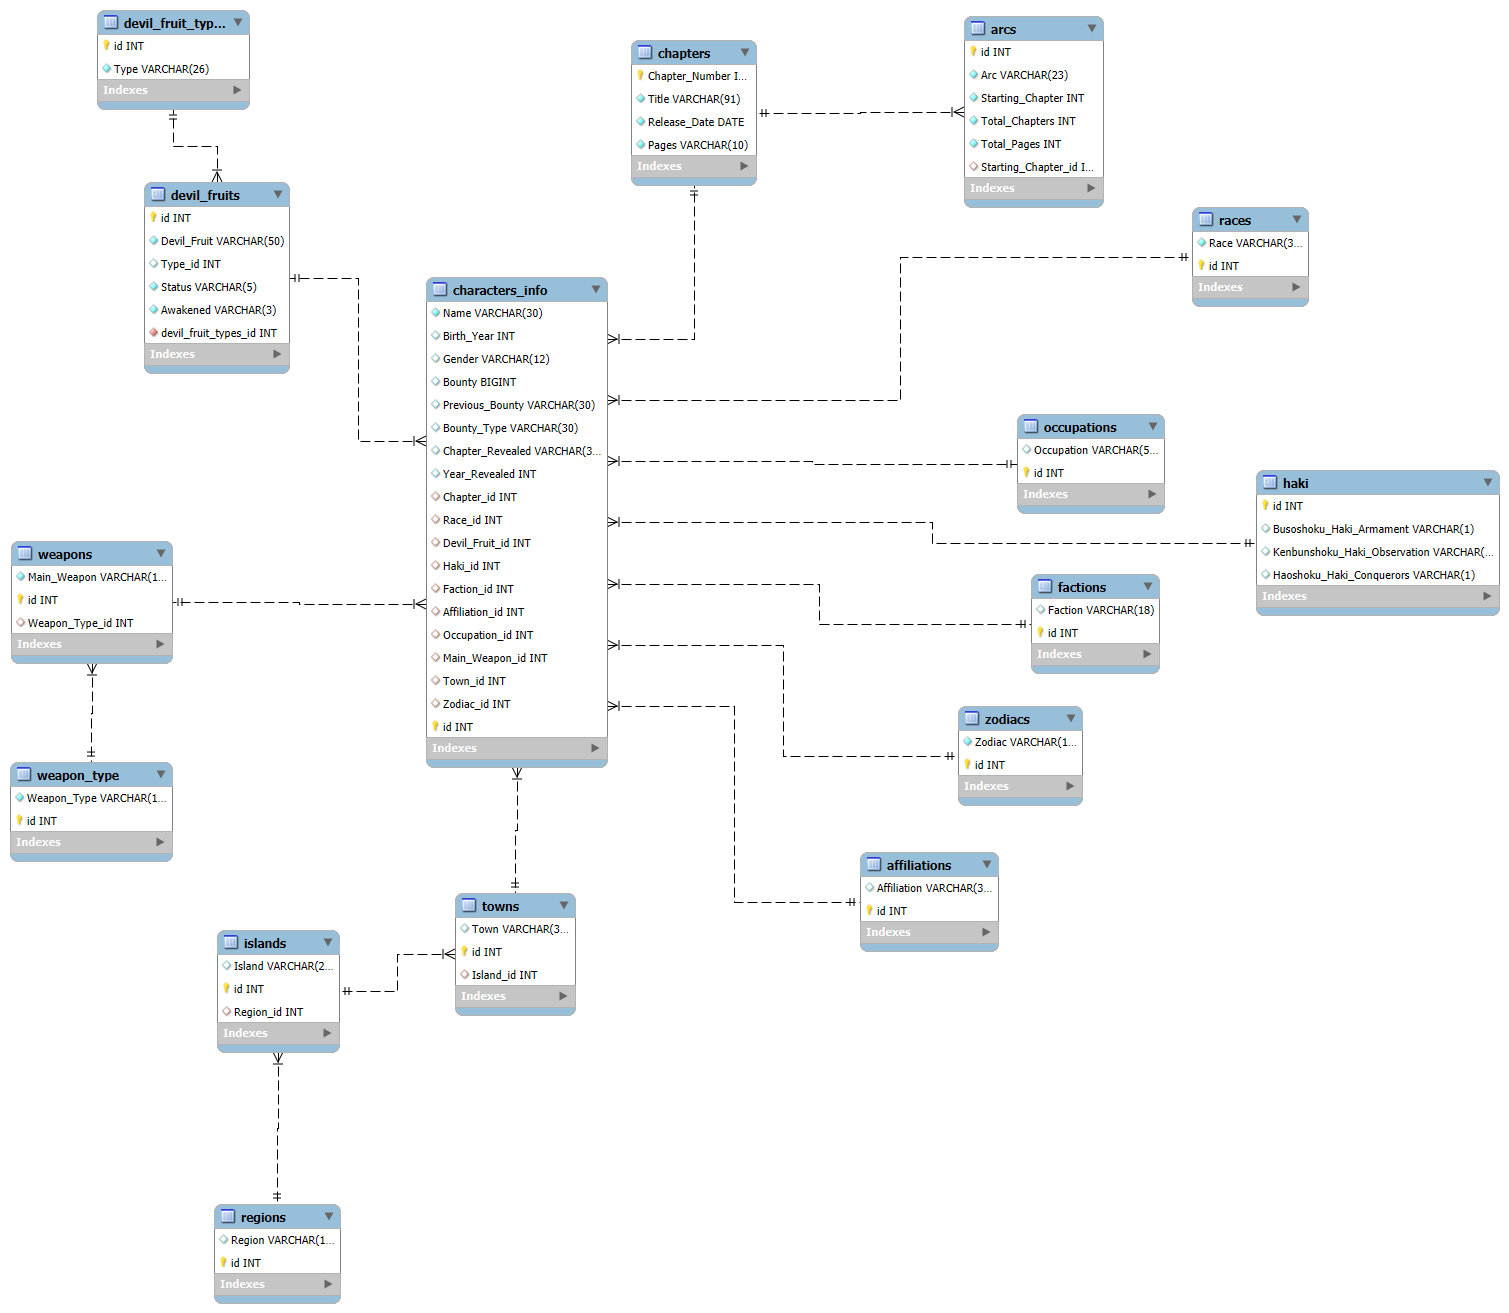 devil_fruit_typ...
id INT
Type VARCHAR(26)
Indexes
devil_fruits
id INT
Devil_Fruit VARCHAR(50)
Type_id INT
Status VARCHAR(5)
Awakened VARCHAR(3)
devil_fruit_types_id INT
Indexes
chapters
Chapter_Number I...
Title VARCHAR(91)
Release_Date DATE
Pages VARCHAR(10)
Indexes
arcs
id INT
Arc VARCHAR(23)
Starting_Chapter INT
Total_Chapters INT
Total_Pages INT
Starting_Chapter_id I...
Indexes
races
Race VARCHAR(3...
id INT
Indexes
characters_info
Name VARCHAR(30)
Birth_Year INT
Gender VARCHAR(12)
Bounty BIGINT
Previous_Bounty VARCHAR(30)
Bounty_Type VARCHAR(30)
Chapter_Revealed VARCHAR(3...
Year_Revealed INT
Chapter_id INT
Race_id INT
Devil_Fruit_id INT
Haki_id INT
Faction_id INT
Affiliation_id INT
Occupation_id INT
Main_Weapon_id INT
Town_id INT
Zodiac_id INT
id INT
Indexes
occupations
Occupation VARCHAR(5...
id INT
Indexes
haki
id INT
Busoshoku_Haki_Armament VARCHAR(1)
Kenbunshoku_Haki_Observation VARCHAR(...
Haoshoku_Haki_Conquerors VARCHAR(1)
Indexes
weapons
Main_Weapon VARCHAR(1...
id INT
Weapon_Type_id INT
Indexes
factions
Faction VARCHAR(18)
id INT
Indexes
zodiacs
Zodiac VARCHAR(1...
id INT
Indexes
weapon_type
Weapon_Type VARCHAR(1...
id INT
Indexes
affiliations
Affiliation VARCHAR(3...
id INT
Indexes
towns
Town VARCHAR(3...
id INT
Island_id INT
Indexes
islands
Island VARCHAR(2...
id INT
Region_id INT
Indexes
regions
Region VARCHAR(1...
id INT
Indexes